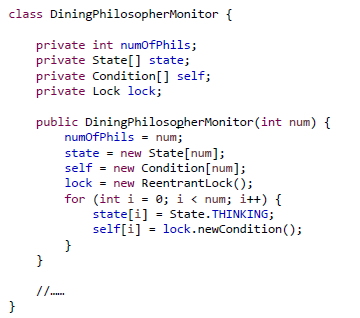 class DiningPhilosopherMonitor {
    private int numOfPhils;
    private State[] state;
    private Condition[] self;
    private Lock lock;
    public DiningPhilosopherMonitor(int num) {
        numOfPhils = num;
        state = new State[num];
        self = new Condition[num];
        lock = new ReentrantLock();
        for (int i = 0; i < num; i++) {
            state[i] = State.THINKING;
            self[i] = lock.newCondition();
        }
    }
    //……
}